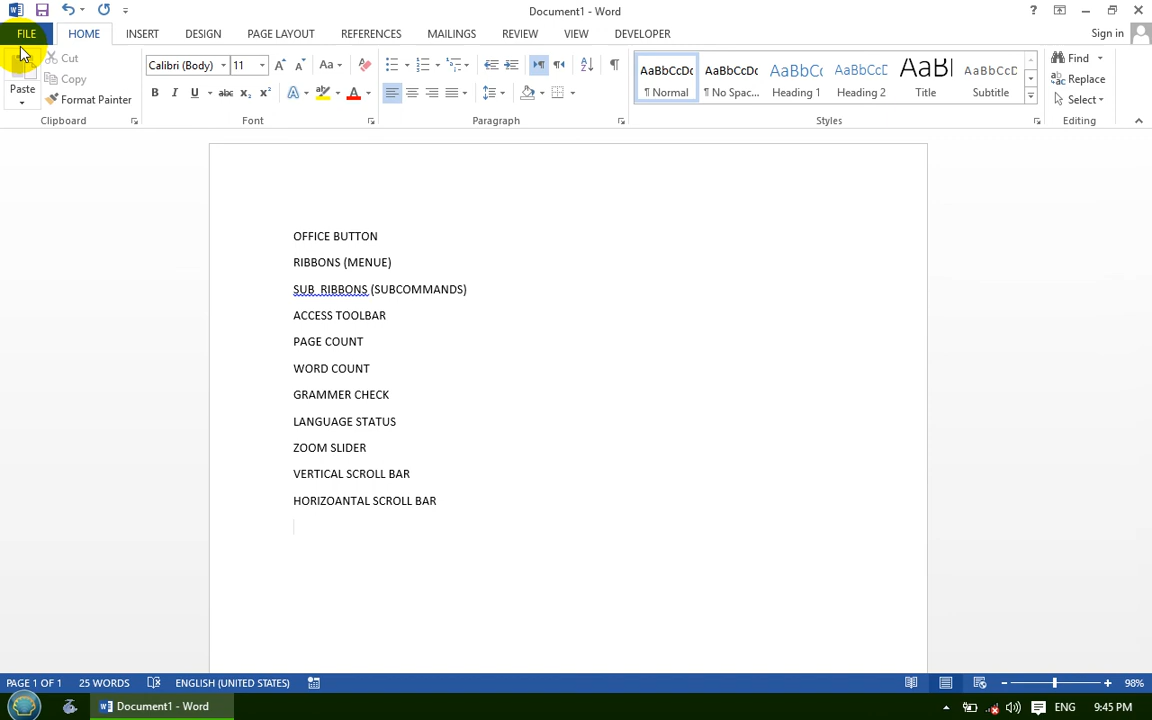 Document1 - Word
FILE HOME INSERT DESIGN PAGE LAYOUT REFERENCES MAILINGS REVIEW VIEW DEVELOPER Sign in
Paste
Cut
Copy
Format Painter
Calibri (Body) 11
AaBbCcDc AaBbCcDc AaBbCc AaBbCcD AaBl AaBbCcD
¶ Normal ¶ No Spac... Heading 1 Heading 2 Title Subtitle
Find
Replace
Select
Clipboard Font Paragraph Styles Editing
OFFICE BUTTON
RIBBONS (MENUE)
SUB RIBBONS (SUBCOMMANDS)
ACCESS TOOLBAR
PAGE COUNT
WORD COUNT
GRAMMER CHECK
LANGUAGE STATUS
ZOOM SLIDER
VERTICAL SCROLL BAR
HORIZOANTAL SCROLL BAR
PAGE 1 OF 1 25 WORDS ENGLISH (UNITED STATES) 98%
Document1 - Word ENG 9:45 PM